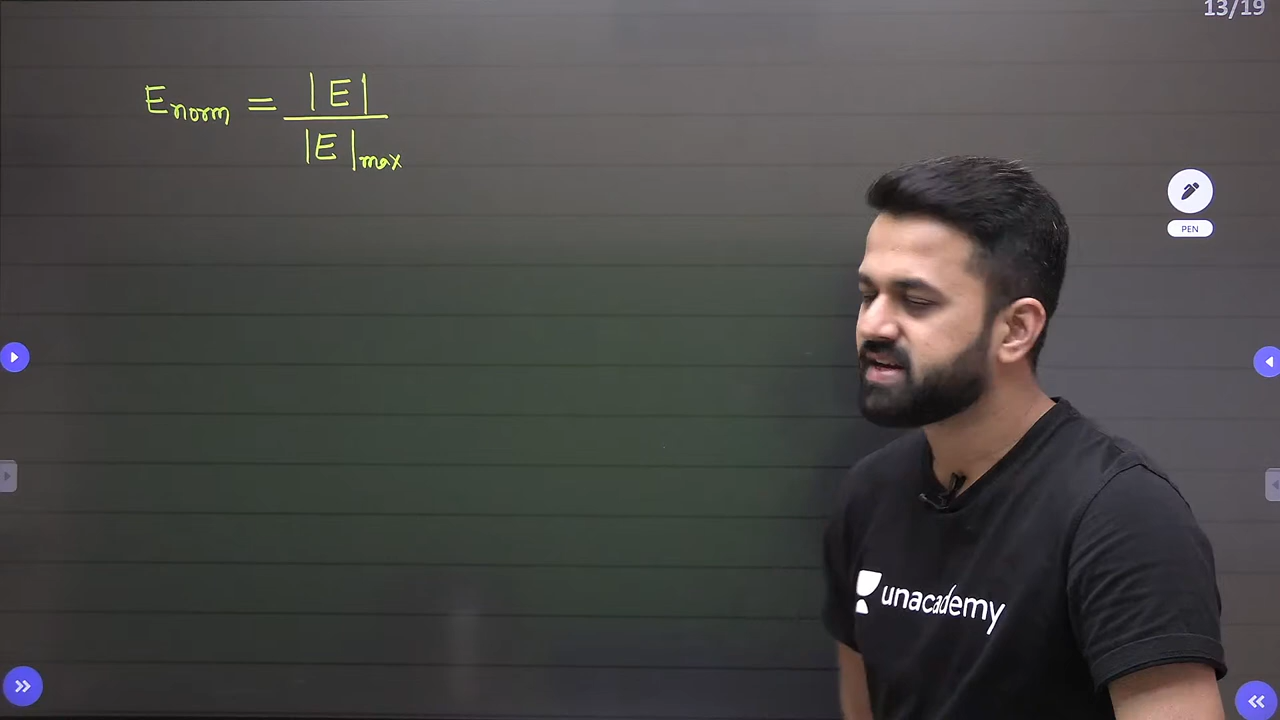 13/19
E_norm = |E| / |E|_max
PEN
unacademy